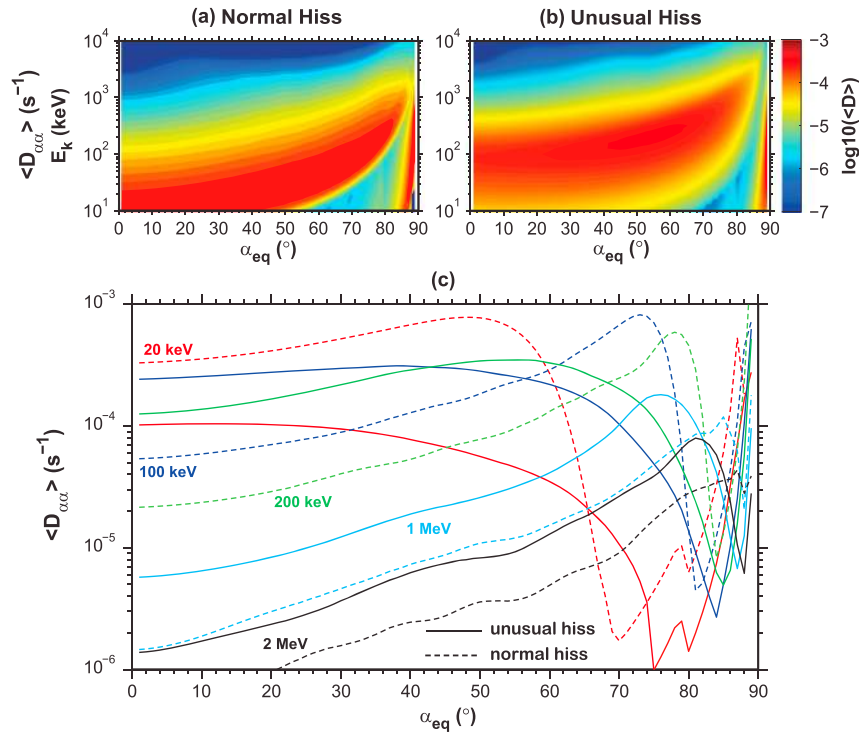 (a) Normal Hiss
(b) Unusual Hiss
<Dαα> (s⁻¹)
Eₖ (keV)
10⁴
10³
10²
10¹
0 10 20 30 40 50 60 70 80 90
αeq (°)
10⁴
10³
10²
10¹
0 10 20 30 40 50 60 70 80 90
αeq (°)
−3
−4
−5
−6
−7
log10(<D>)
(c)
<Dαα> (s⁻¹)
10⁻³
10⁻⁴
10⁻⁵
10⁻⁶
20 keV
100 keV
200 keV
1 MeV
2 MeV
unusual hiss
normal hiss
0 10 20 30 40 50 60 70 80 90
αeq (°)